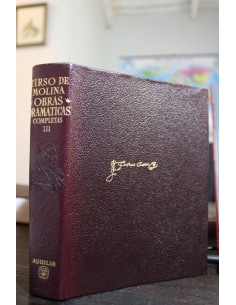 TIRSO DE
MOLINA
OBRAS
DRAMATICAS
COMPLETAS
III
AGUILAR